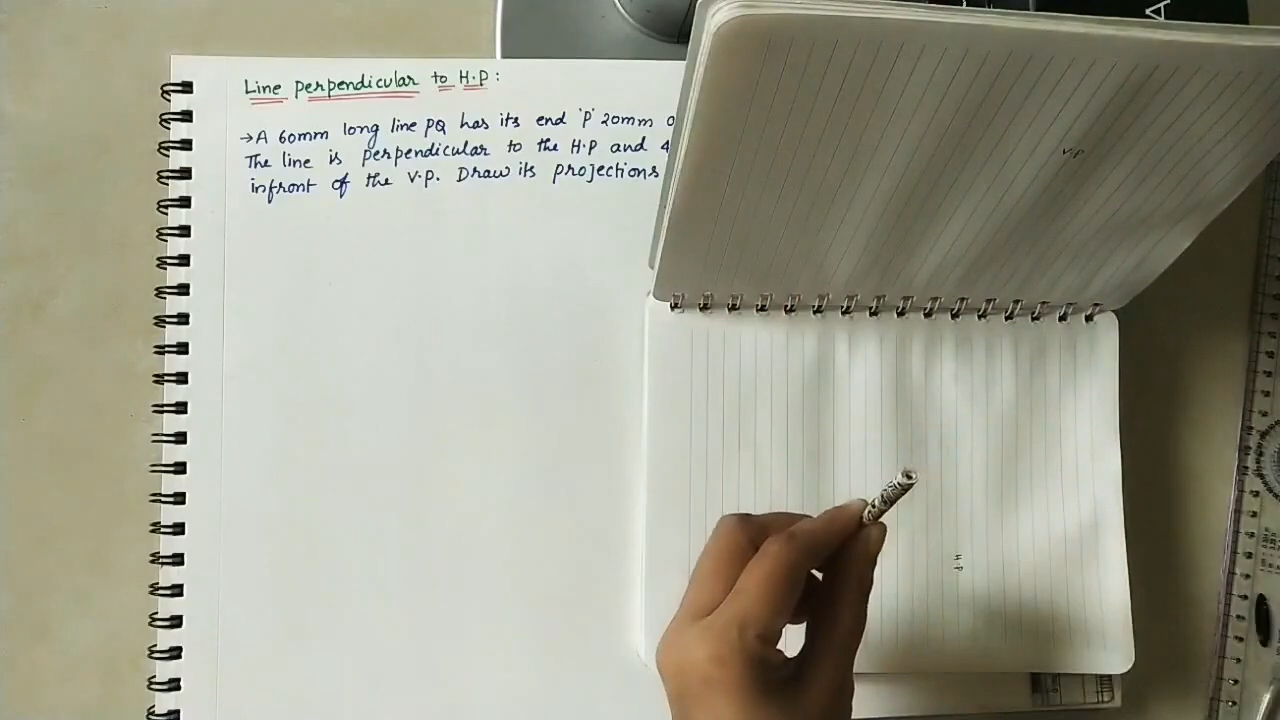 Line perpendicular to H.P :
→A 60mm long line PQ has its end 'P' 20mm
The line is perpendicular to the H.P and 4
infront of the V.P. Draw its projections
V.P
H.P
A